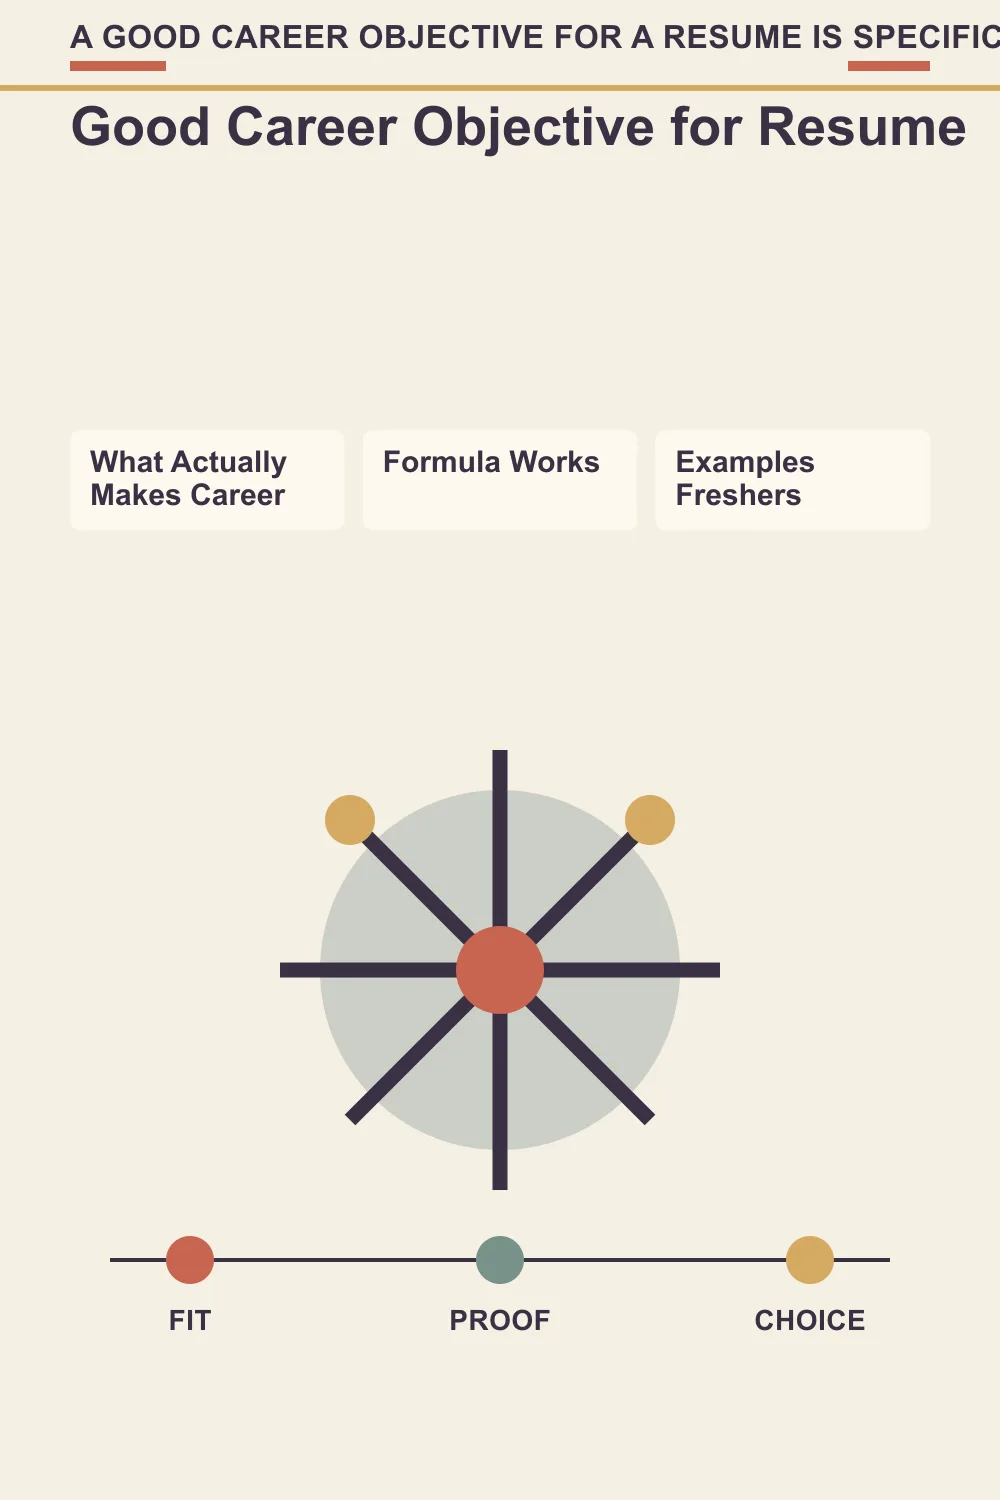 A GOOD CAREER OBJECTIVE FOR A RESUME IS SPECIFIC
Good Career Objective for Resume
What Actually
Makes Career
Formula Works
Examples
Freshers
FIT
PROOF
CHOICE